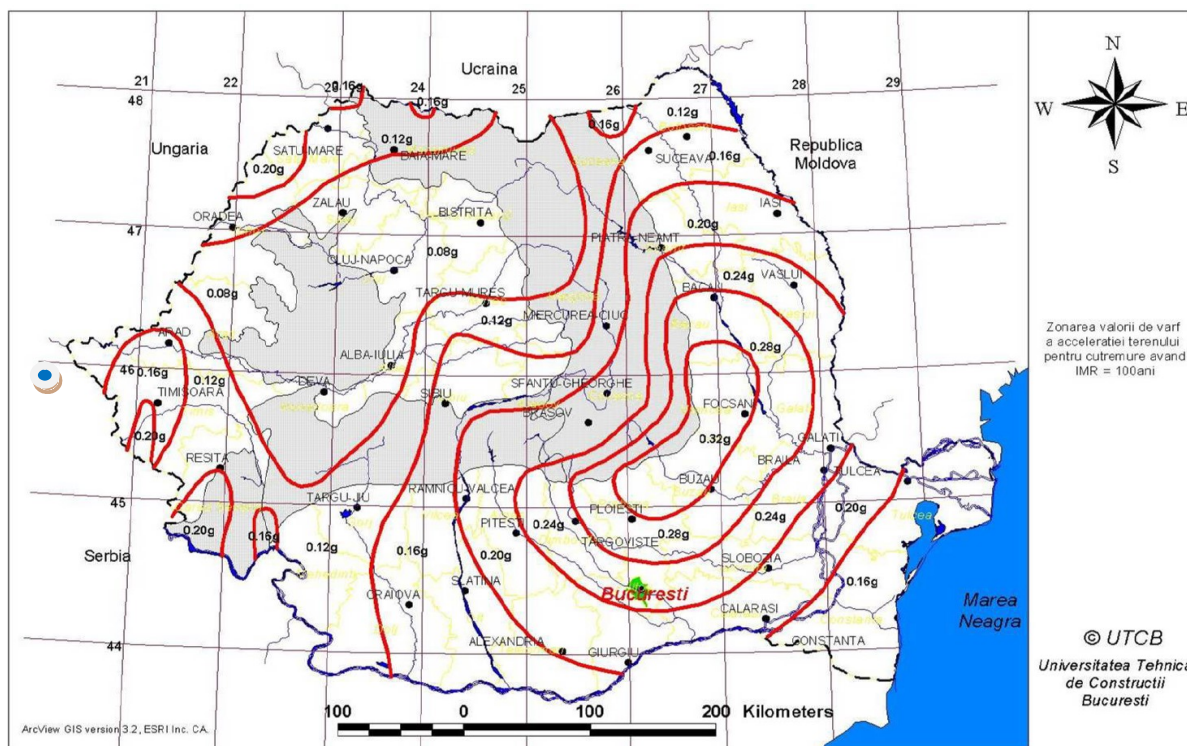 Ucraina
N
W E
S
21 22 23 24 25 26 27 28 29
48
0.16g
0.16g
0.16g
0.12g
Ungaria
SATU-MARE
0.12g
BAIA-MARE
SUCEAVA
0.16g
Republica
Moldova
0.20g
ORADEA
ZALAU
BISTRITA
IASI
47
PIATRA-NEAMT
0.20g
CLUJ-NAPOCA
0.08g
0.24g
VASLUI
0.08g
TARGU-MURES
BACAU
0.12g
MIERCUREA-CIUC
ARAD
ALBA-IULIA
0.28g
Zonarea valorii de varf
a acceleratiei terenului
pentru cutremure avand
IMR = 100ani
46
0.16g
0.12g
DEVA
SFANTU-GHEORGHE
TIMISOARA
SIBIU
BRASOV
FOCSANI
0.20g
0.32g
GALATI
RESITA
BRAILA
TULCEA
45
TARGU-JIU
RAMNICU-VALCEA
BUZAU
0.20g
0.20g
0.16g
PITESTI
0.24g
PLOIESTI
0.24g
Serbia
0.12g
0.16g
0.20g
TARGOVISTE
0.28g
SLOBOZIA
0.16g
CRAIOVA
SLATINA
Bucuresti
CALARASI
Marea
Neagra
44
ALEXANDRIA
GIURGIU
CONSTANTA
© UTCB
Universitatea Tehnica
de Constructii
Bucuresti
100 0 100 200 Kilometers
ArcView GIS version 3.2, ESRI Inc. CA.